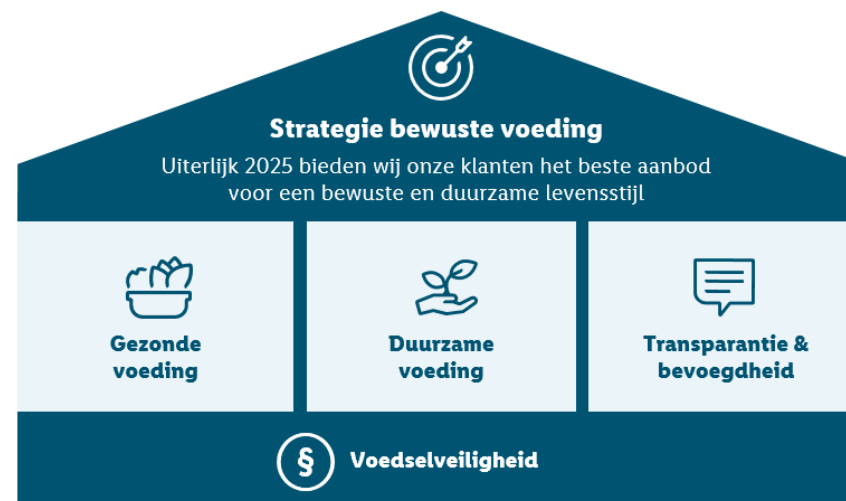 Strategie bewuste voeding
Uiterlijk 2025 bieden wij onze klanten het beste aanbod
voor een bewuste en duurzame levensstijl
Gezonde
voeding
Duurzame
voeding
Transparantie &
bevoegdheid
§ Voedselveiligheid